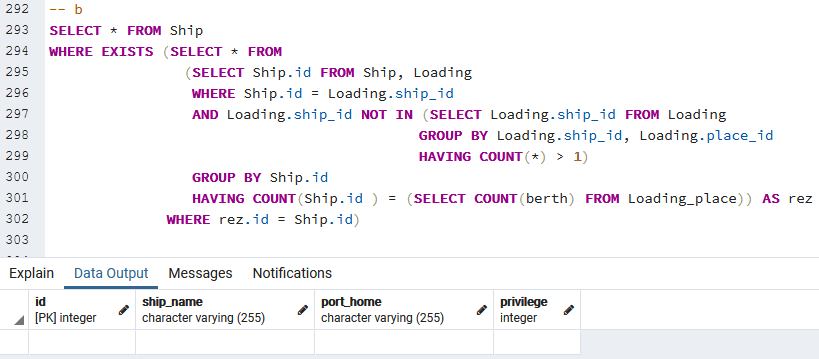 292 -- b
293 SELECT * FROM Ship
294 WHERE EXISTS (SELECT * FROM
295 (SELECT Ship.id FROM Ship, Loading
296 WHERE Ship.id = Loading.ship_id
297 AND Loading.ship_id NOT IN (SELECT Loading.ship_id FROM Loading
298 GROUP BY Loading.ship_id, Loading.place_id
299 HAVING COUNT(*) > 1)
300 GROUP BY Ship.id
301 HAVING COUNT(Ship.id ) = (SELECT COUNT(berth) FROM Loading_place)) AS rez
302 WHERE rez.id = Ship.id)
303
Explain Data Output Messages Notifications
id ship_name port_home privilege
[PK] integer character varying (255) character varying (255) integer